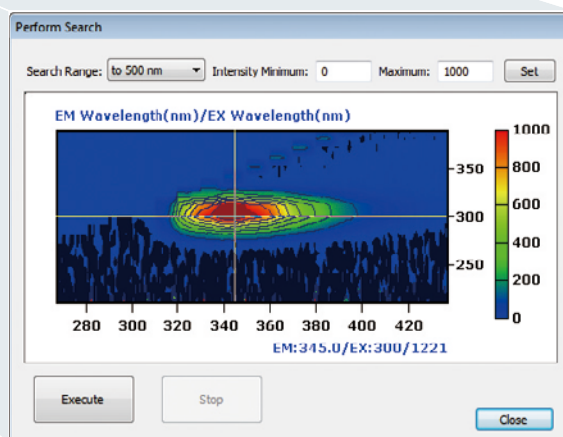 Perform Search
Search Range: to 500 nm Intensity Minimum: 0 Maximum: 1000 Set
EM Wavelength(nm)/EX Wavelength(nm)
350
300
250
1000
800
600
400
200
0
280 300 320 340 360 380 400 420
EM:345.0/EX:300/1221
Execute Stop
Close